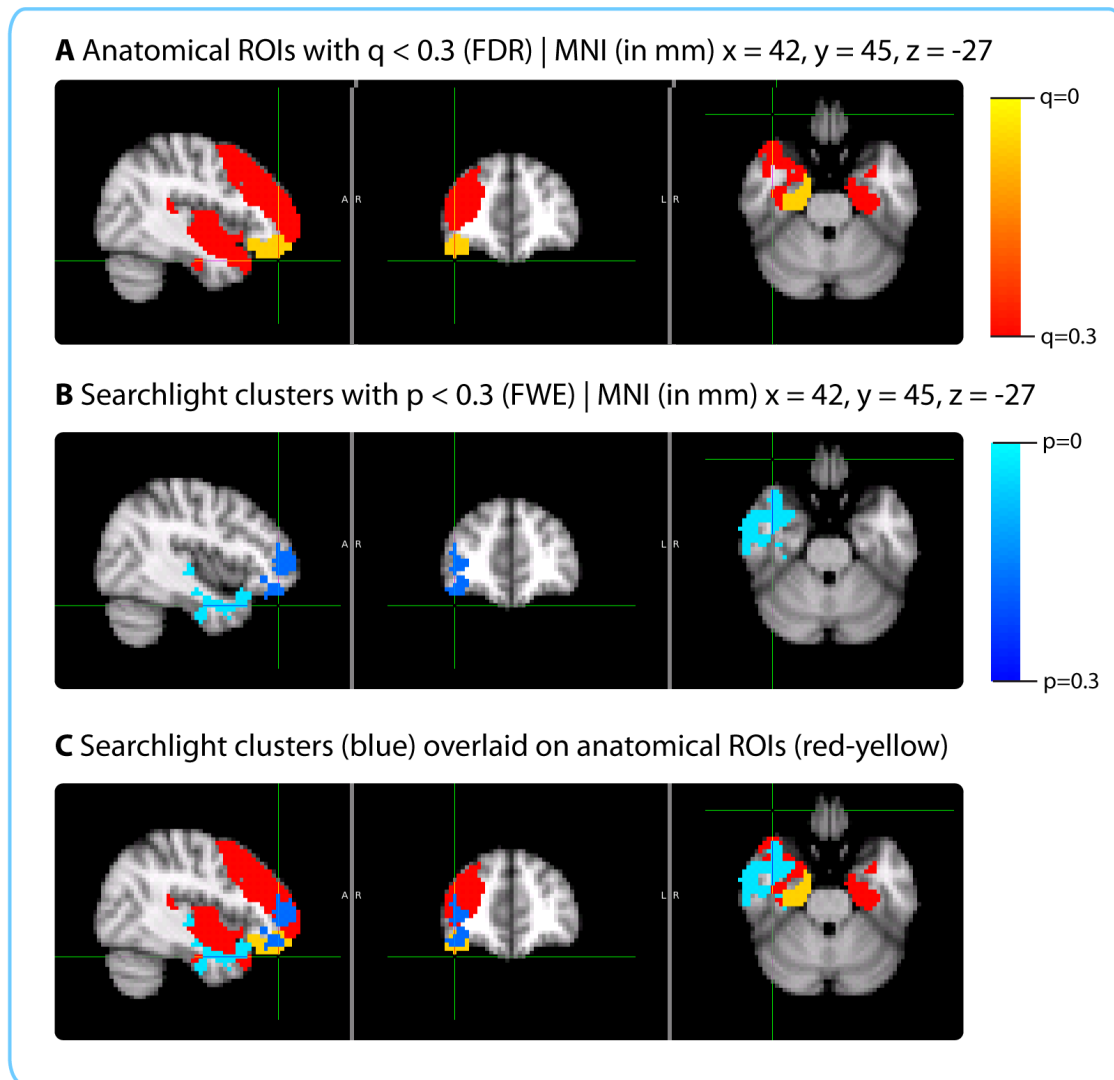 A Anatomical ROIs with q < 0.3 (FDR) | MNI (in mm) x = 42, y = 45, z = -27
q=0
A R
L R
q=0.3
B Searchlight clusters with p < 0.3 (FWE) | MNI (in mm) x = 42, y = 45, z = -27
p=0
A R
L R
p=0.3
C Searchlight clusters (blue) overlaid on anatomical ROIs (red-yellow)
A R
L R